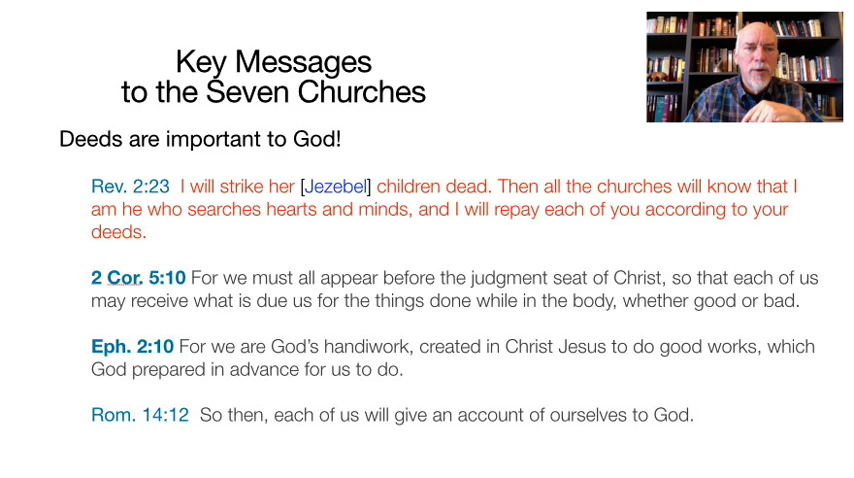 Key Messages
to the Seven Churches
Deeds are important to God!
Rev. 2:23 I will strike her [Jezebel] children dead. Then all the churches will know that I
am he who searches hearts and minds, and I will repay each of you according to your
deeds.
2 Cor. 5:10 For we must all appear before the judgment seat of Christ, so that each of us
may receive what is due us for the things done while in the body, whether good or bad.
Eph. 2:10 For we are God’s handiwork, created in Christ Jesus to do good works, which
God prepared in advance for us to do.
Rom. 14:12 So then, each of us will give an account of ourselves to God.